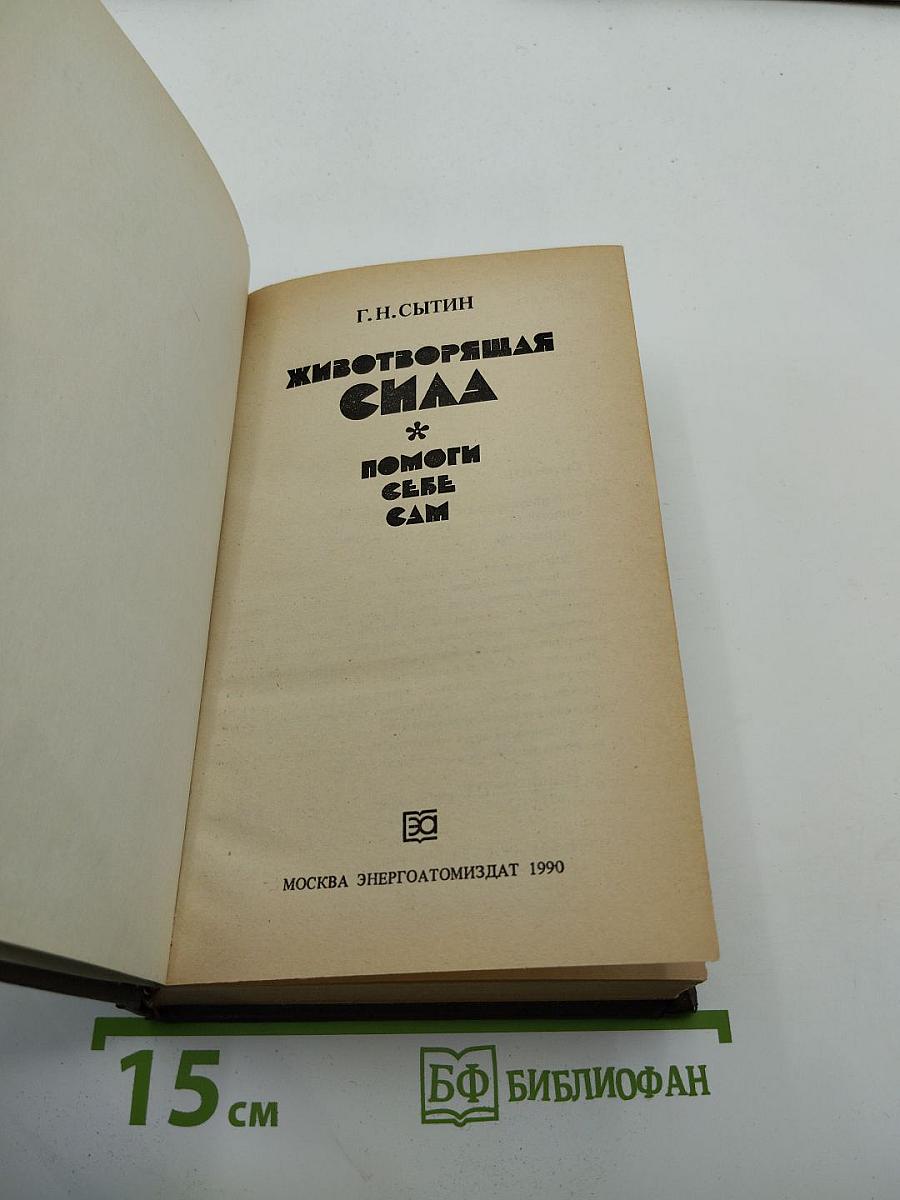 Г. Н. СЫТИН
ЖИВОТВОРЯЩАЯ
СИЛА
*
ПОМОГИ
СЕБЕ
САМ
ЭА
МОСКВА ЭНЕРГОАТОМИЗДАТ 1990
15 см
БФ БИБЛИОФАН